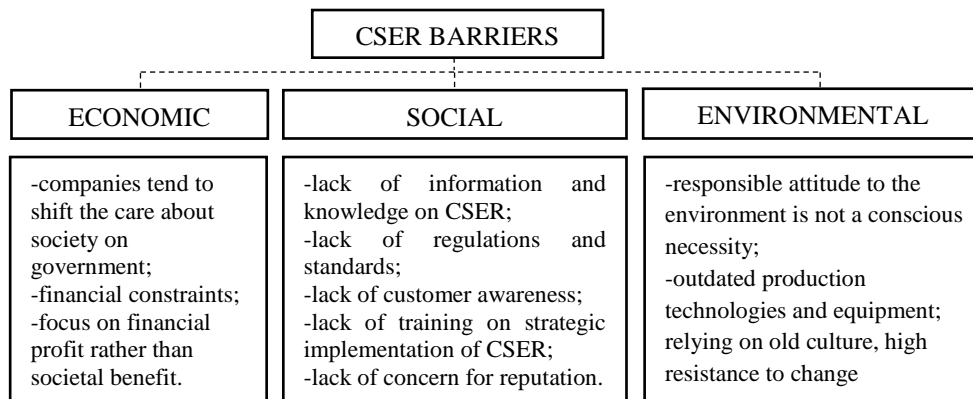 CSER BARRIERS
ECONOMIC
-companies tend to
shift the care about
society on
government;
-financial constraints;
-focus on financial
profit rather than
societal benefit.
SOCIAL
-lack of information and
knowledge on CSER;
-lack of regulations and
standards;
-lack of customer awareness;
-lack of training on strategic
implementation of CSER;
-lack of concern for reputation.
ENVIRONMENTAL
-responsible attitude to the
environment is not a conscious
necessity;
-outdated production
technologies and equipment;
relying on old culture, high
resistance to change